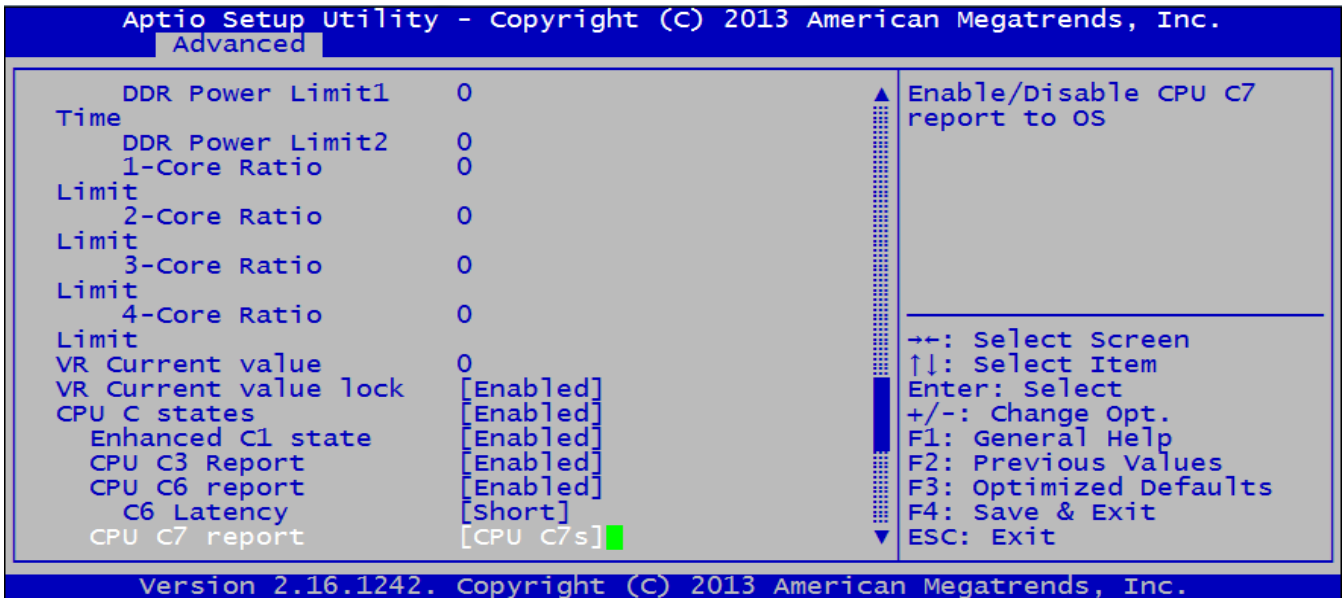 Aptio Setup Utility - Copyright (C) 2013 American Megatrends, Inc.
Advanced
DDR Power Limit1 0
Time
DDR Power Limit2 0
1-Core Ratio 0
Limit
2-Core Ratio 0
Limit
3-Core Ratio 0
Limit
4-Core Ratio 0
Limit
VR Current value 0
VR Current value lock [Enabled]
CPU C states [Enabled]
Enhanced C1 state [Enabled]
CPU C3 Report [Enabled]
CPU C6 report [Enabled]
C6 Latency [Short]
CPU C7 report [CPU C7s]
Enable/Disable CPU C7
report to OS
→←: Select Screen
↑↓: Select Item
Enter: Select
+/-: Change Opt.
F1: General Help
F2: Previous Values
F3: Optimized Defaults
F4: Save & Exit
ESC: Exit
Version 2.16.1242. Copyright (C) 2013 American Megatrends, Inc.